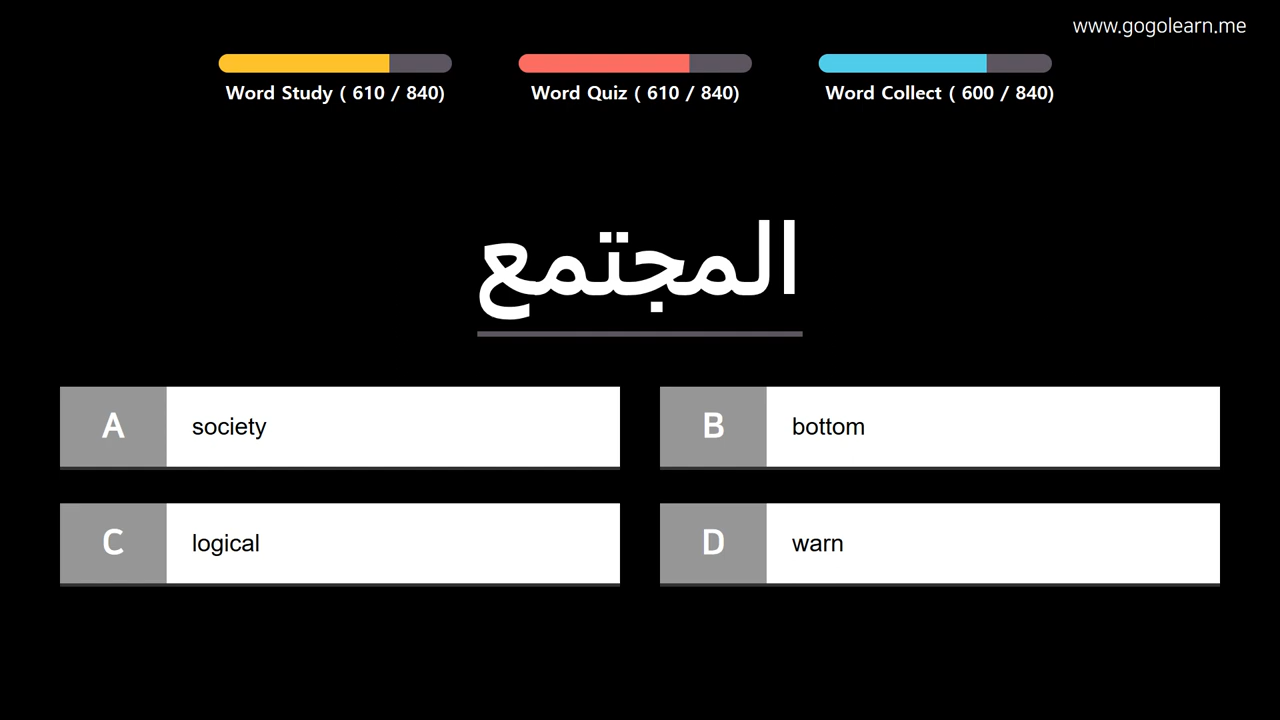 www.gogolearn.me
Word Study ( 610 / 840)
Word Quiz ( 610 / 840)
Word Collect ( 600 / 840)
المجتمع
A society
B bottom
C logical
D warn